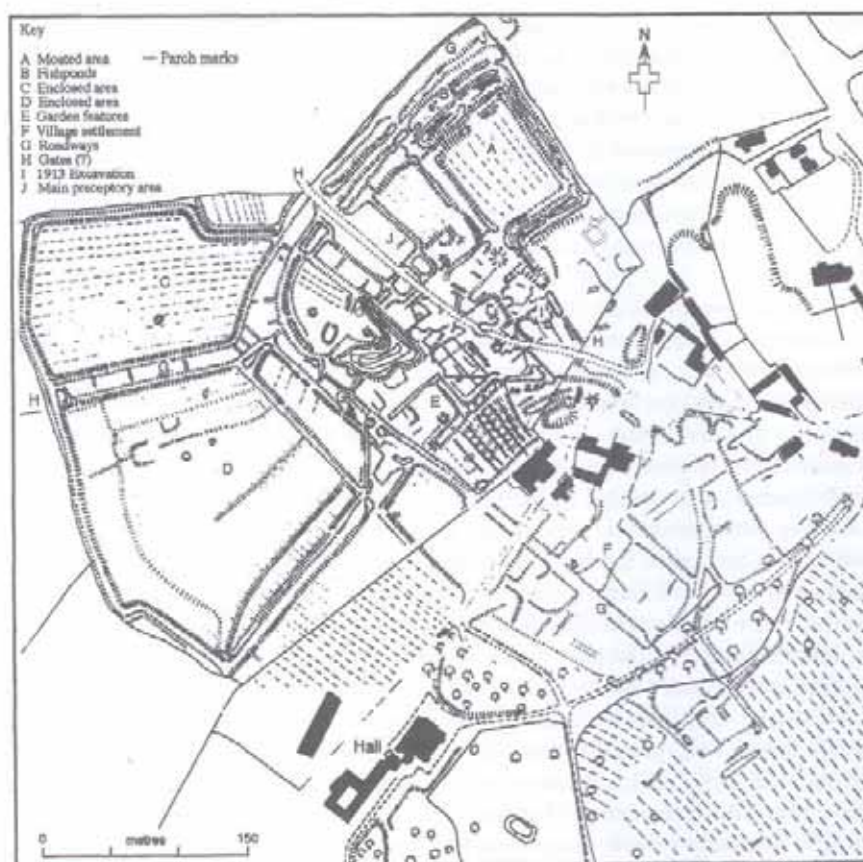 Key
A Moated area — Parch marks
B Fishponds
C Enclosed area
D Enclosed area
E Garden features
F Village settlement
G Roadways
H Gates (?)
I 1913 Excavation
J Main preceptory area
N
G
A
H
J
C
H
E
H
D
F
G
Hall
0 metres 150